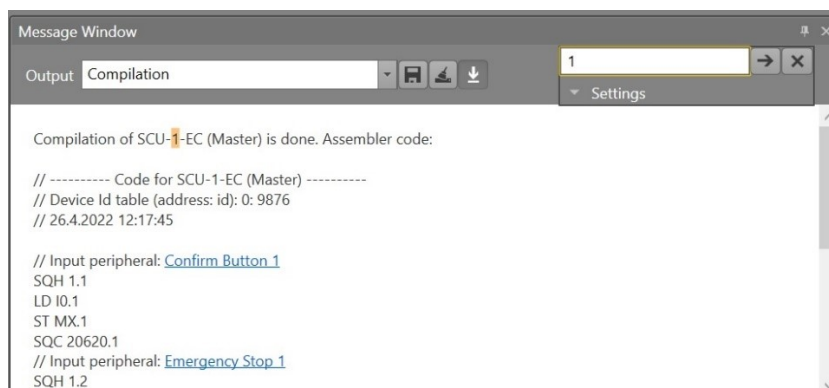 Message Window
Output Compilation
1
Settings
Compilation of SCU-1-EC (Master) is done. Assembler code:
// ---------- Code for SCU-1-EC (Master) ----------
// Device Id table (address: id): 0: 9876
// 26.4.2022 12:17:45
// Input peripheral: Confirm Button 1
SQH 1.1
LD I0.1
ST MX.1
SQC 20620.1
// Input peripheral: Emergency Stop 1
SQH 1.2